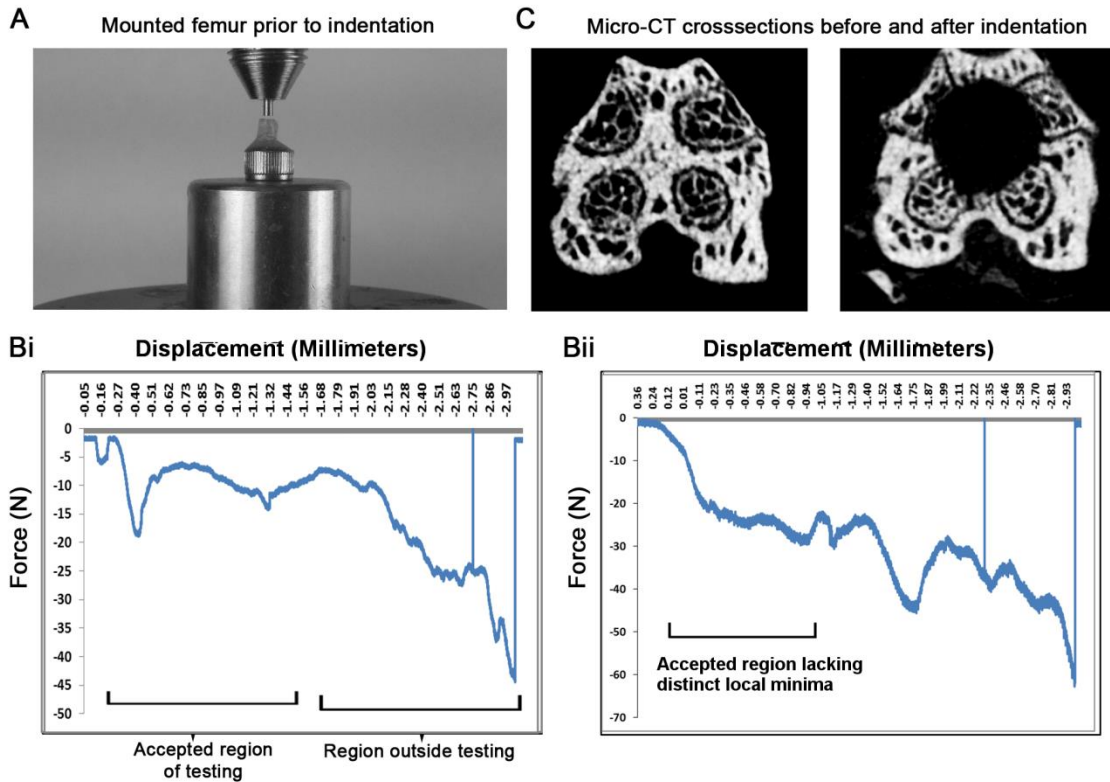 A
Mounted femur prior to indentation
C
Micro-CT crosssections before and after indentation
Bi
Displacement (Millimeters)
-0.05 -0.16 -0.27 -0.40 -0.51 -0.62 -0.73 -0.85 -0.97 -1.09 -1.21 -1.32 -1.44 -1.56 -1.68 -1.79 -1.91 -2.03 -2.15 -2.28 -2.40 -2.51 -2.63 -2.75 -2.86 -2.97
0
-5
-10
-15
-20
-25
-30
-35
-40
-45
-50
Force (N)
Accepted region
of testing
Region outside testing
Bii
Displacement (Millimeters)
0.36 0.24 0.12 0.01 -0.11 -0.23 -0.35 -0.46 -0.58 -0.70 -0.82 -0.94 -1.05 -1.17 -1.29 -1.40 -1.52 -1.64 -1.75 -1.87 -1.99 -2.11 -2.22 -2.35 -2.46 -2.58 -2.70 -2.81 -2.93
0
-10
-20
-30
-40
-50
-60
-70
Force (N)
Accepted region lacking
distinct local minima